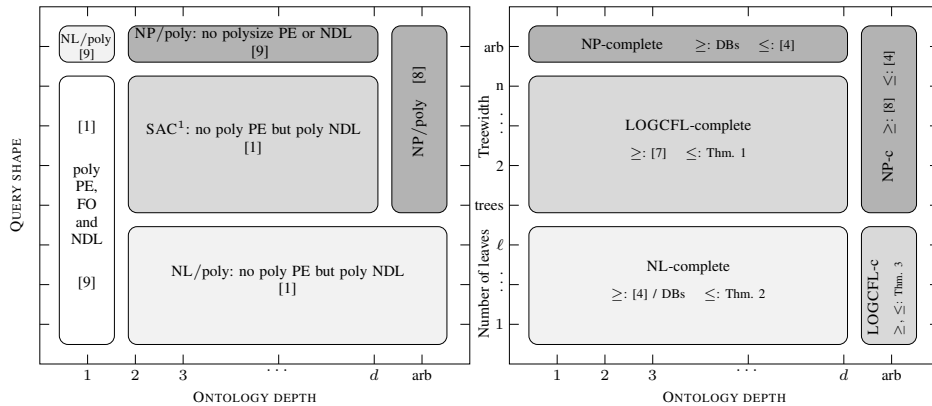 NL/poly
[9]
NP/poly: no polysize PE or NDL
[9]
NP/poly [8]
[1]
poly
PE,
FO
and
NDL
[9]
SAC¹: no poly PE but poly NDL
[1]
NL/poly: no poly PE but poly NDL
[1]
QUERY SHAPE
1 2 3 ... d arb
ONTOLOGY DEPTH
arb
n
⋮
2
trees
ℓ
⋮
1
Treewidth
Number of leaves
NP-complete ≥: DBs ≤: [4]
LOGCFL-complete
≥: [7] ≤: Thm. 1
NP-c ≥: [8] ≤: [4]
NL-complete
≥: [4] / DBs ≤: Thm. 2
LOGCFL-c
≥, ≤: Thm. 3
1 2 3 ... d arb
ONTOLOGY DEPTH